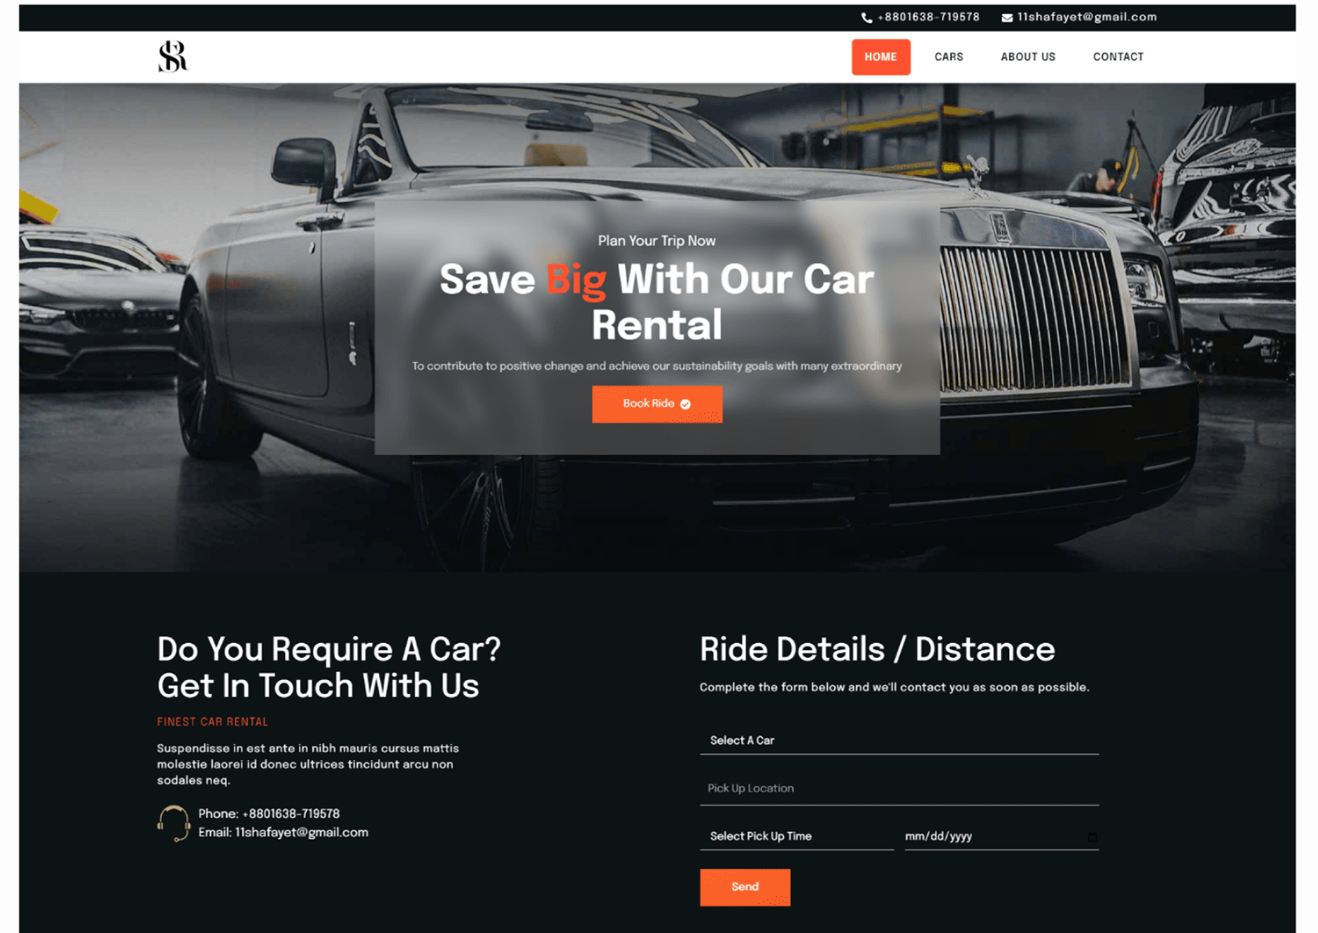 +8801638-719578 11shafayet@gmail.com
SR
HOME CARS ABOUT US CONTACT
Plan Your Trip Now
Save Big With Our Car
Rental
To contribute to positive change and achieve our sustainability goals with many extraordinary
Book Ride
Do You Require A Car?
Get In Touch With Us
FINEST CAR RENTAL
Suspendisse in est ante in nibh mauris cursus mattis
molestie laorei id donec ultrices tincidunt arcu non
sodales neq.
Phone: +8801638-719578
Email: 11shafayet@gmail.com
Ride Details / Distance
Complete the form below and we'll contact you as soon as possible.
Select A Car
Pick Up Location
Select Pick Up Time mm/dd/yyyy
Send